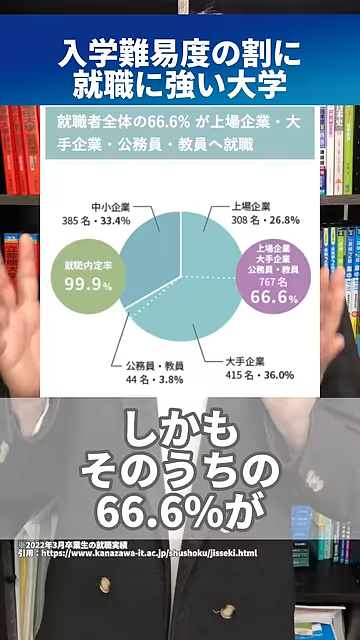 入学難易度の割に
就職に強い大学
就職者全体の66.6% が上場企業・大
手企業・公務員・教員へ就職
中小企業
385 名・33.4%
上場企業
308 名・26.8%
就職内定率
99.9%
上場企業
大手企業
公務員・教員
767 名
66.6%
公務員・教員
44 名・3.8%
大手企業
415 名・36.0%
しかも
そのうちの
66.6%が
※2022年3月卒業生の就職実績
引用：https://www.kanazawa-it.ac.jp/shushoku/jisseki.html